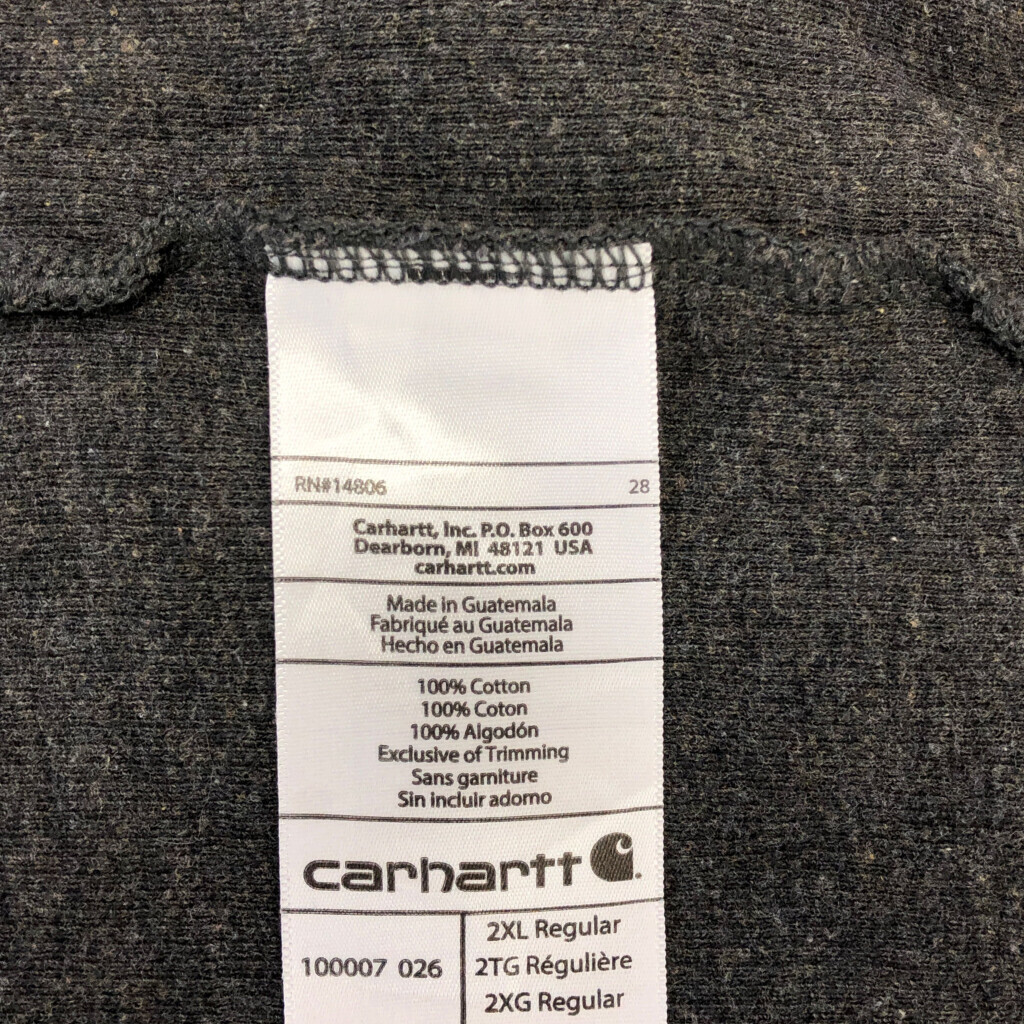 RN#14806 28
Carhartt, Inc. P.O. Box 600
Dearborn, MI 48121 USA
carhartt.com
Made in Guatemala
Fabriqué au Guatemala
Hecho en Guatemala
100% Cotton
100% Coton
100% Algodón
Exclusive of Trimming
Sans garniture
Sin incluir adorno
carhartt
2XL Regular
100007 026 2TG Régulière
2XG Regular